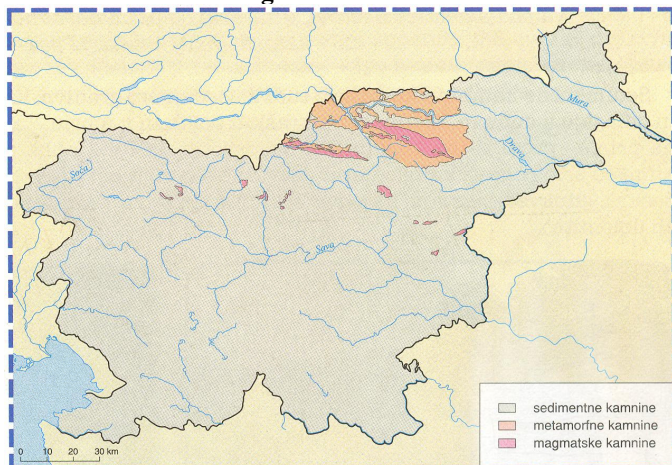 Soča
Sava
Drava
Mura
sedimentne kamnine
metamorfne kamnine
magmatske kamnine
0 10 20 30 km